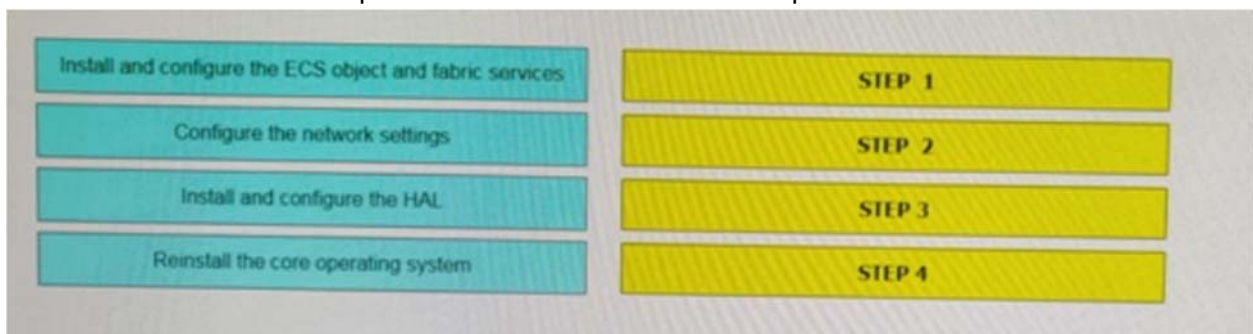 Install and configure the ECS object and fabric services
STEP 1
Configure the network settings
STEP 2
Install and configure the HAL
STEP 3
Reinstall the core operating system
STEP 4